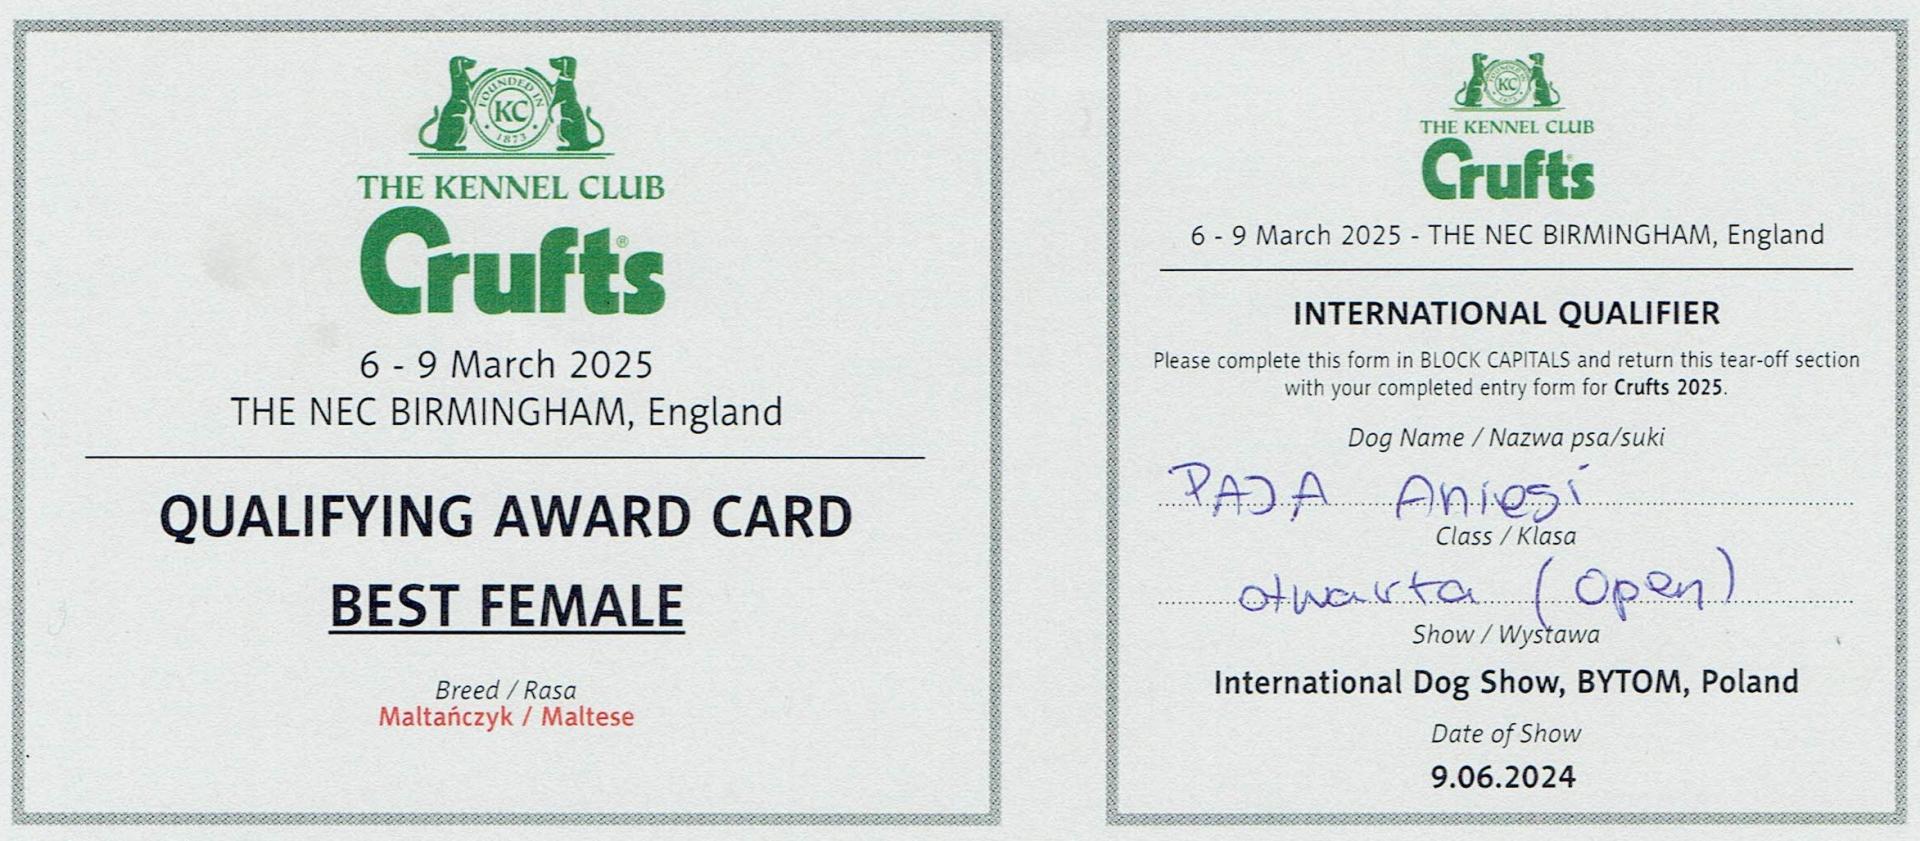 FOUNDED IN
KC
1873
THE KENNEL CLUB
Crufts®
6 - 9 March 2025
THE NEC BIRMINGHAM, England
QUALIFYING AWARD CARD
BEST FEMALE
Breed / Rasa
Maltańczyk / Maltese
FOUNDED IN
KC
1873
THE KENNEL CLUB
Crufts
6 - 9 March 2025 - THE NEC BIRMINGHAM, England
INTERNATIONAL QUALIFIER
Please complete this form in BLOCK CAPITALS and return this tear-off section
with your completed entry form for Crufts 2025.
Dog Name / Nazwa psa/suki
PAJA Aniesi
Class / Klasa
otwarta (open)
Show / Wystawa
International Dog Show, BYTOM, Poland
Date of Show
9.06.2024